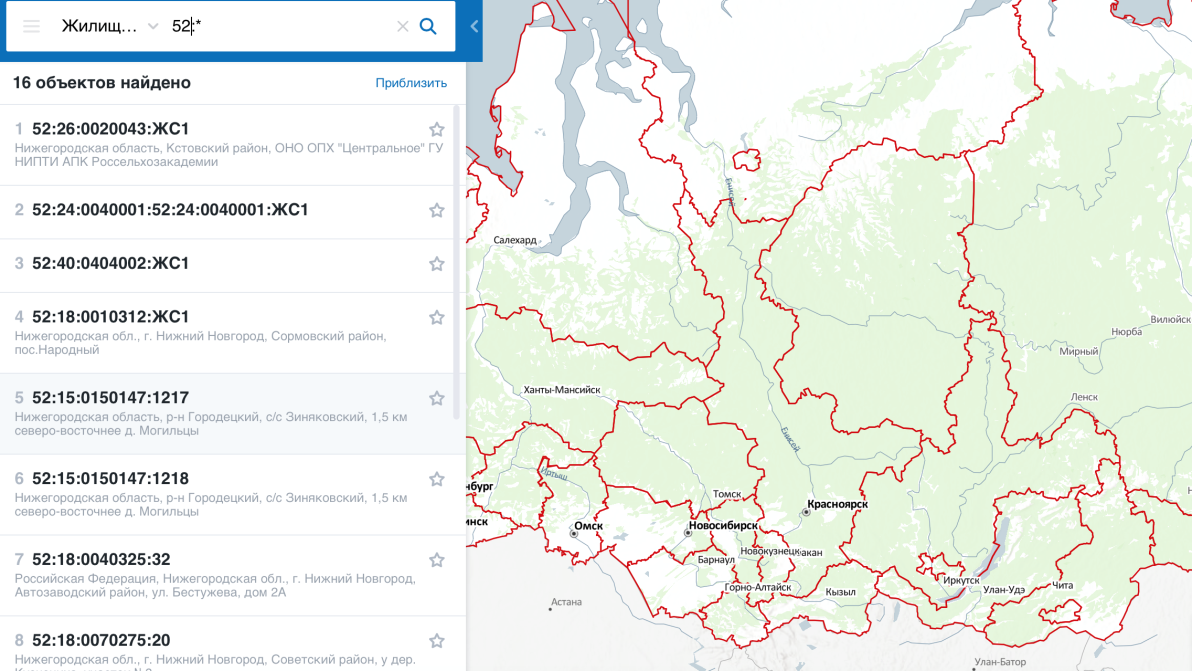 Жилищ... 52:*
16 объектов найдено Приблизить
1 52:26:0020043:ЖС1
Нижегородская область, Кстовский район, ОНО ОПХ "Центральное" ГУ
НИПТИ АПК Россельхозакадемии
2 52:24:0040001:52:24:0040001:ЖС1
3 52:40:0404002:ЖС1
4 52:18:0010312:ЖС1
Нижегородская обл., г. Нижний Новгород, Сормовский район,
пос.Народный
5 52:15:0150147:1217
Нижегородская область, р-н Городецкий, с/с Зиняковский, 1,5 км
северо-восточнее д. Могильцы
6 52:15:0150147:1218
Нижегородская область, р-н Городецкий, с/с Зиняковский, 1,5 км
северо-восточнее д. Могильцы
7 52:18:0040325:32
Российская Федерация, Нижегородская обл., г. Нижний Новгород,
Автозаводский район, ул. Бестужева, дом 2А
8 52:18:0070275:20
Нижегородская обл., г. Нижний Новгород, Советский район, у дер.
Енисей
Салехард
Вилюйск
Нюрба
Мирный
Ханты-Мансийск
Ленск
Енисей
Иртыш
нбург
Томск
Красноярск
инск
Омск
Новосибирск
Новокузнецк
акан
Барнаул
Горно-Алтайск
Кызыл
Иркутск
Улан-Удэ
Чита
Астана
Улан-Батор